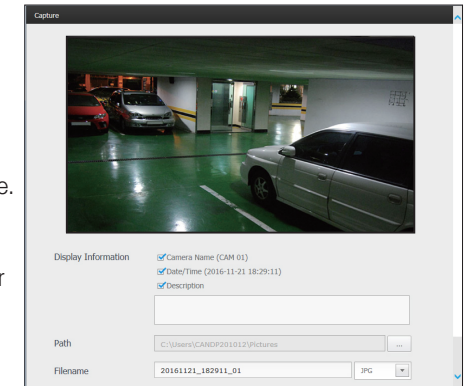 Capture
e.
r
Display Information
Camera Name (CAM 01)
Date/Time (2016-11-21 18:29:11)
Description
Path C:\Users\CANDP201012\Pictures ...
Filename 20161121_182911_01 JPG